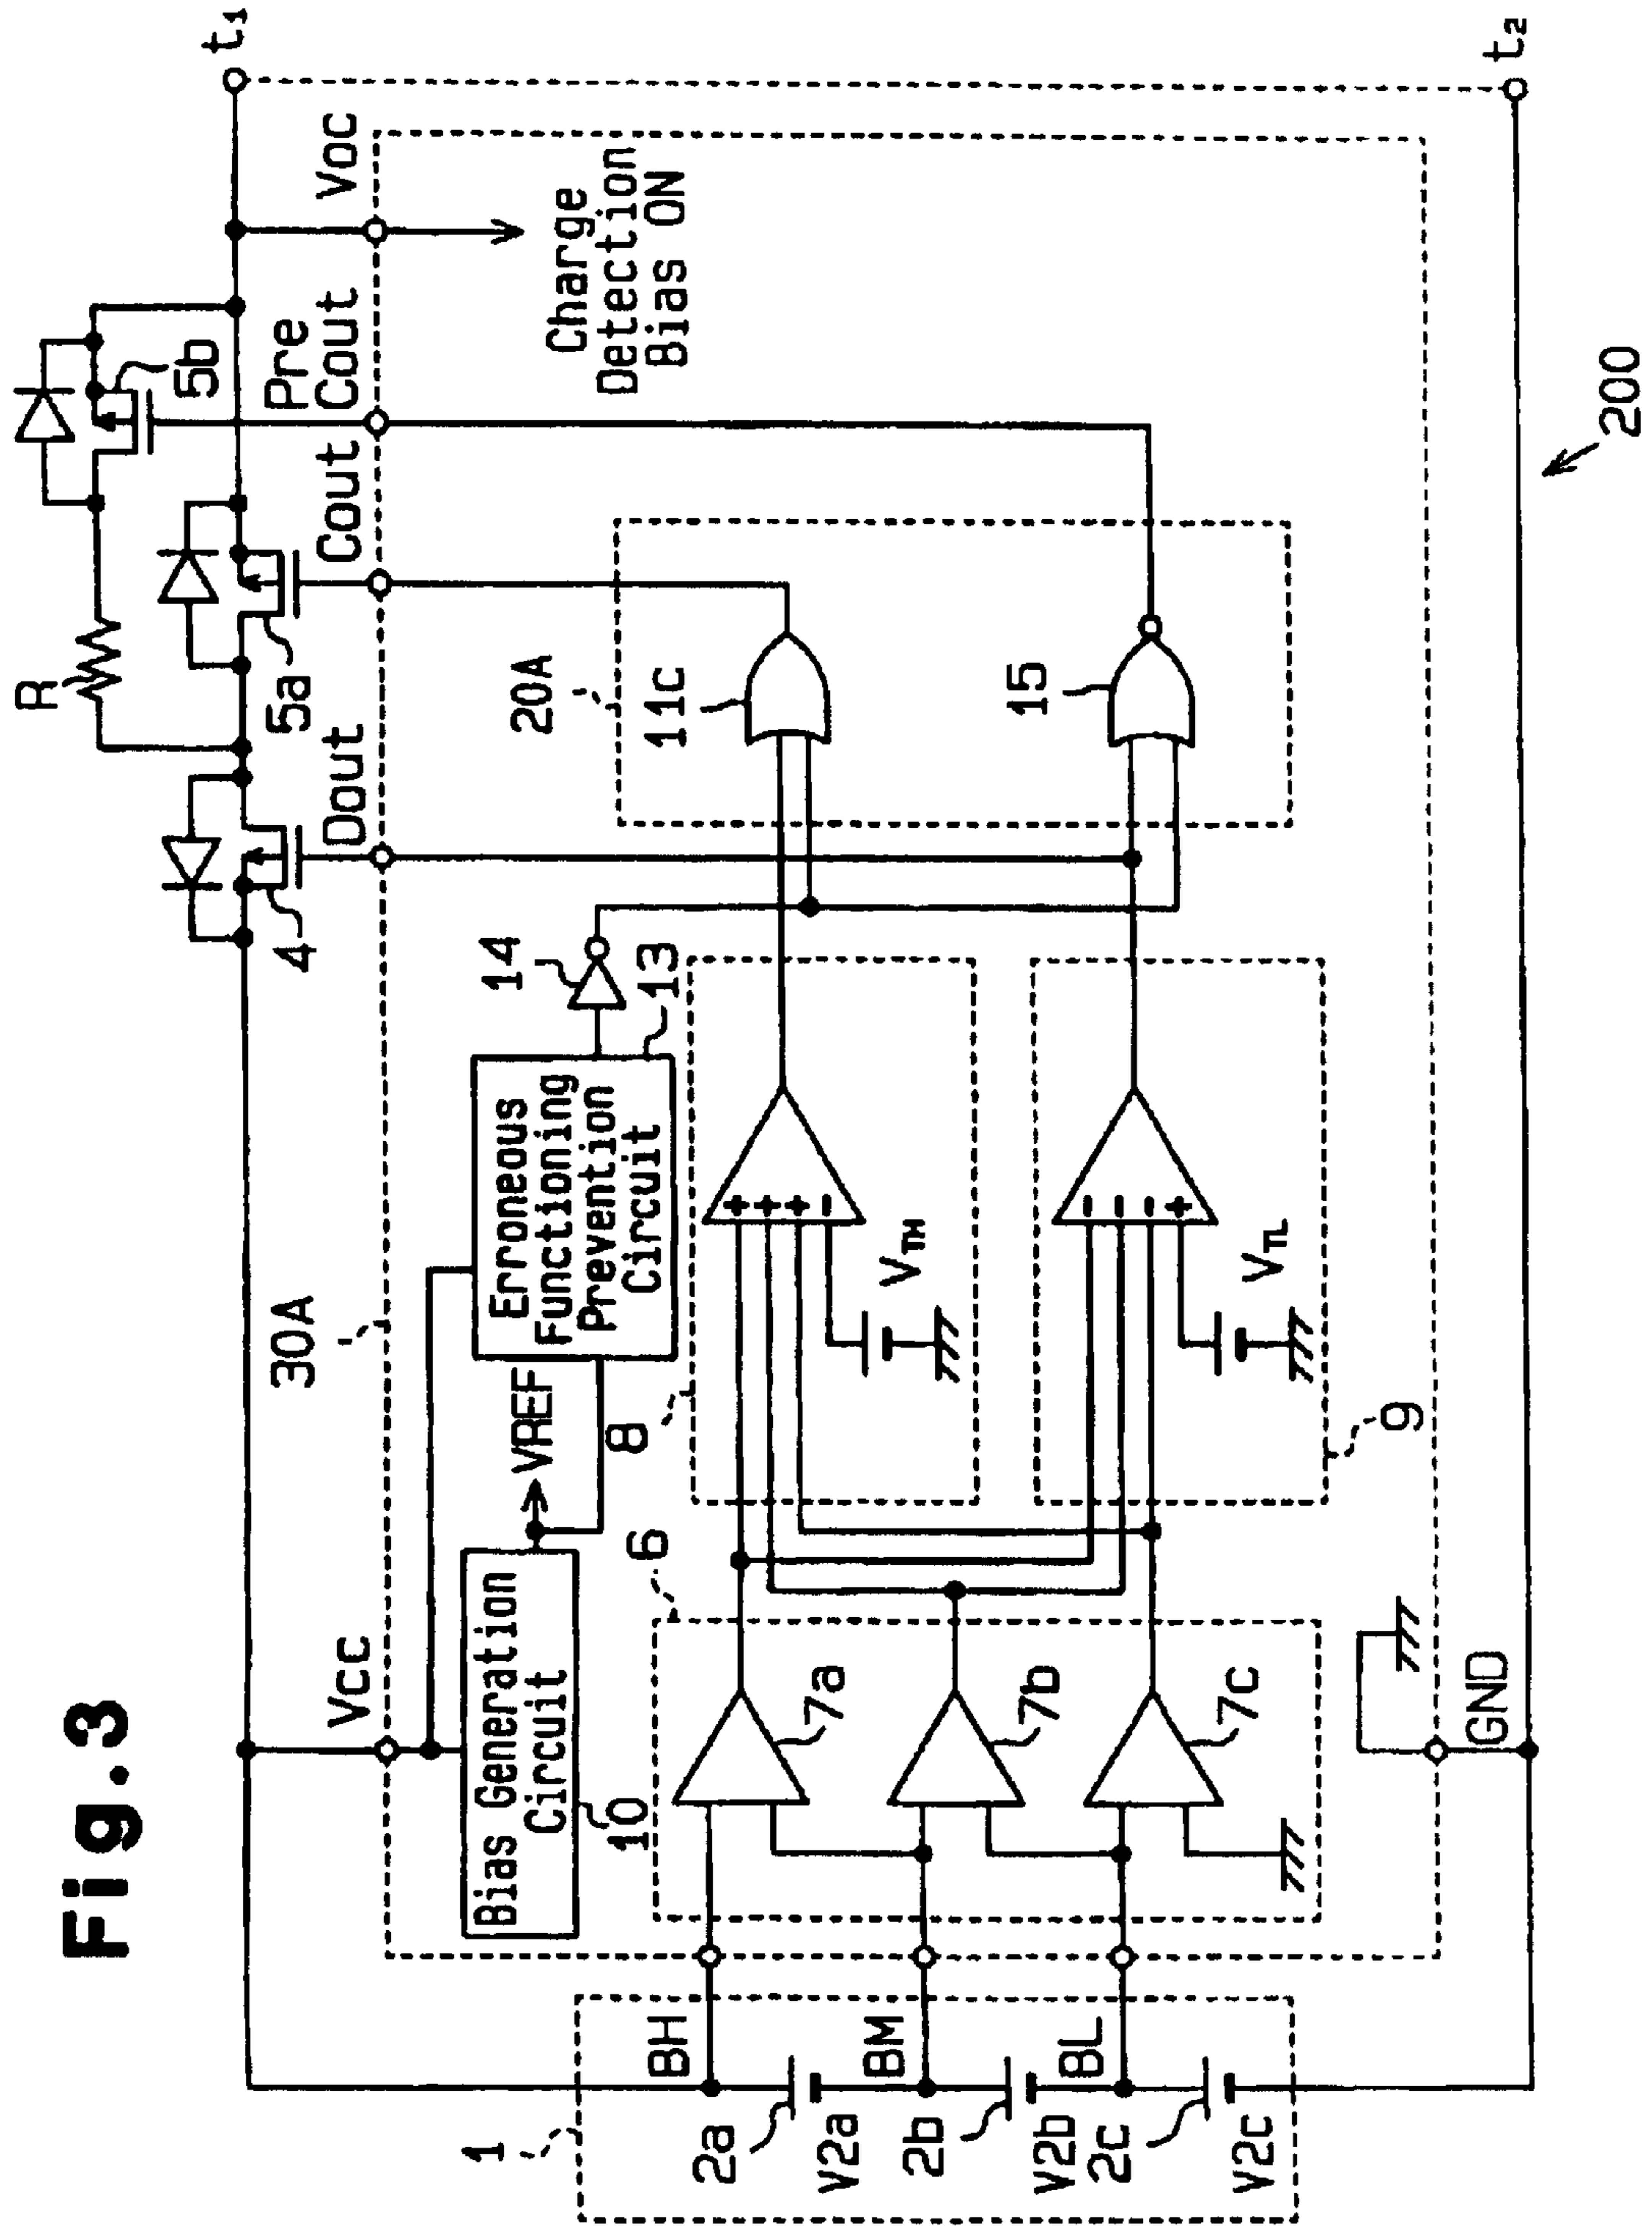 Fig.3
t₁
Voc
Charge
Detection
Bias ON
Pre
Cout
5b
Cout
R
5a
Dout
4
20A
11c
15
14
13
Erroneous
Functioning
Prevention
Circuit
30A
VREF
8
V_TH
V_TL
9
Vcc
Bias Generation
Circuit
10
6
7a
7b
7c
GND
1
BH
2a
V2a
BM
2b
V2b
BL
2c
V2c
200
t₂
+
+
+
-
-
-
-
+